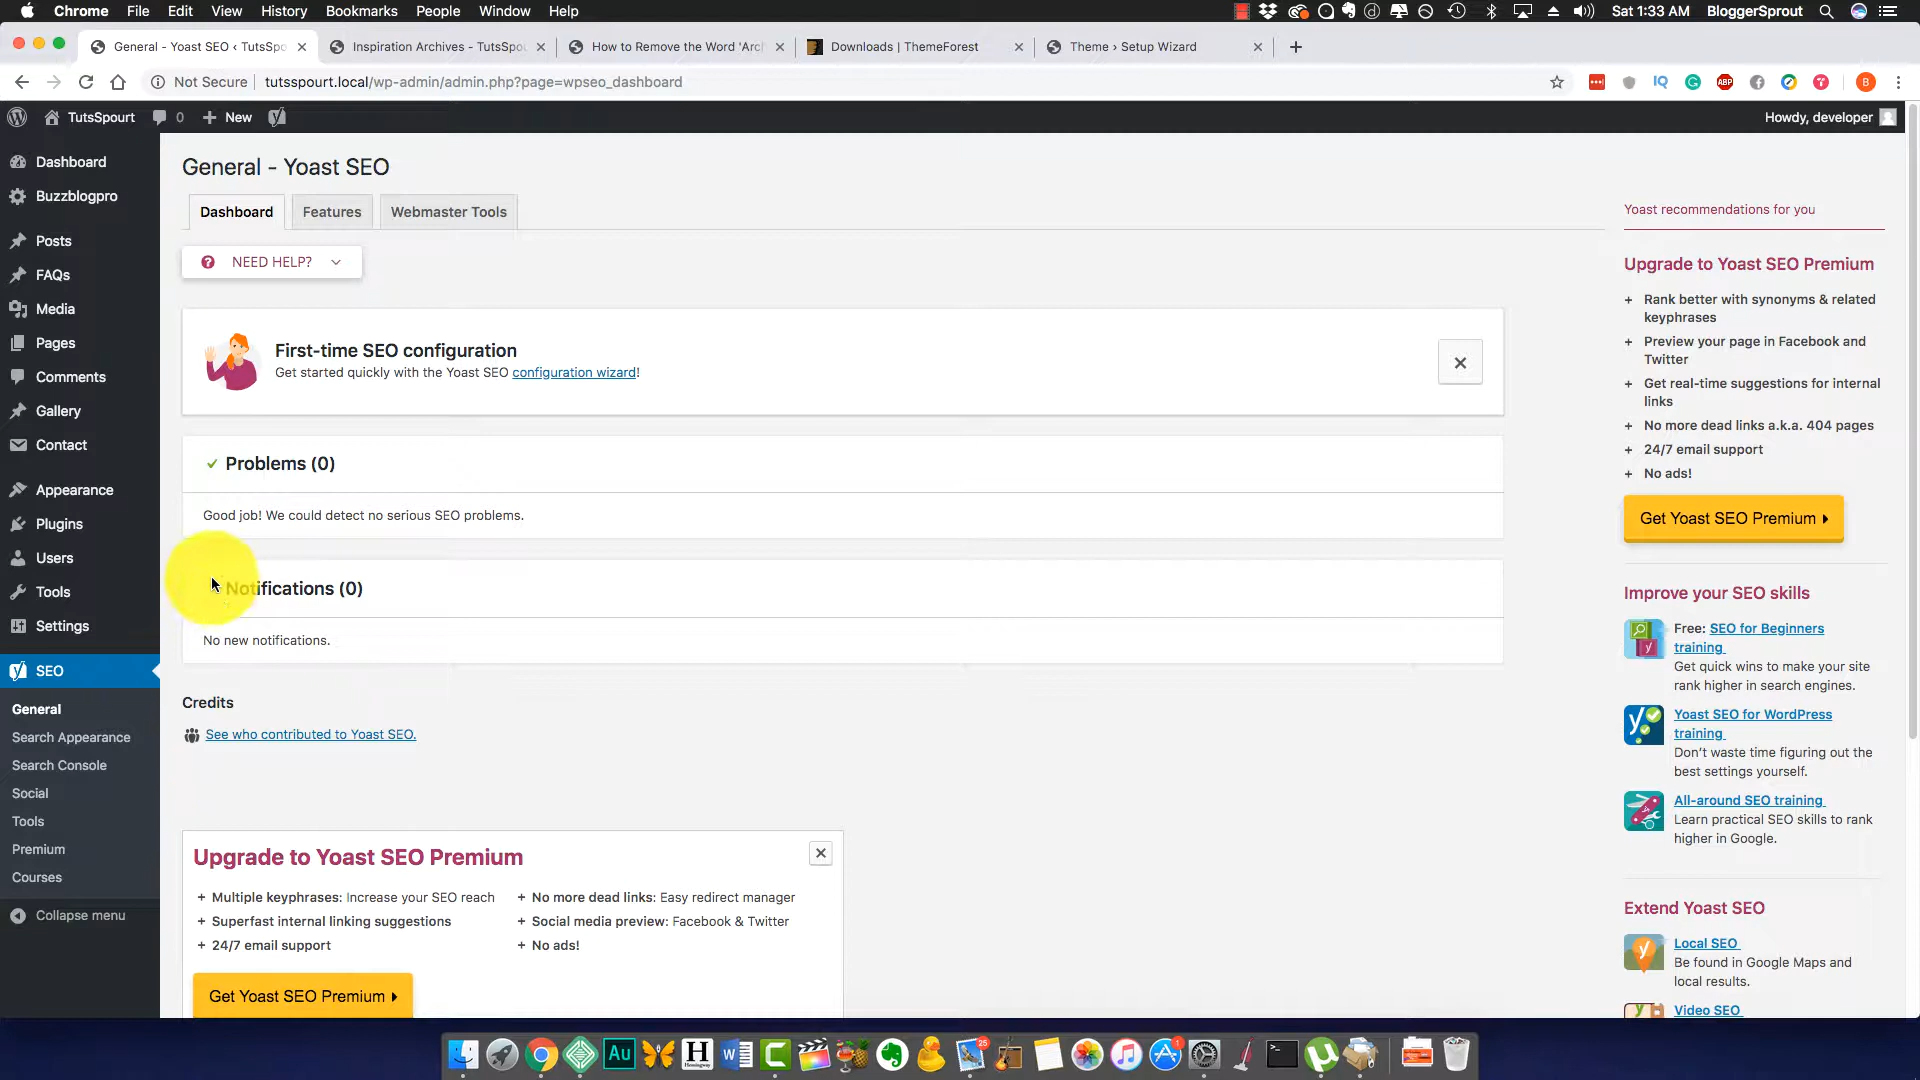 Chrome File Edit View History Bookmarks People Window Help
Sat 1:33 AM BloggerSprout
General - Yoast SEO ‹ TutsSpo
Inspiration Archives - TutsSpou
How to Remove the Word 'Arc
Downloads | ThemeForest
Theme › Setup Wizard
Not Secure | tutsspourt.local/wp-admin/admin.php?page=wpseo_dashboard
IQ ABP B
TutsSpourt 0 New
Howdy, developer
Dashboard
Buzzblogpro
Posts
FAQs
Media
Pages
Comments
Gallery
Contact
Appearance
Plugins
Users
Tools
Settings
SEO
General
Search Appearance
Search Console
Social
Tools
Premium
Courses
Collapse menu
General - Yoast SEO
Dashboard Features Webmaster Tools
NEED HELP?
First-time SEO configuration
Get started quickly with the Yoast SEO configuration wizard!
Problems (0)
Good job! We could detect no serious SEO problems.
Notifications (0)
No new notifications.
Credits
See who contributed to Yoast SEO.
Upgrade to Yoast SEO Premium
+ Multiple keyphrases: Increase your SEO reach
+ Superfast internal linking suggestions
+ 24/7 email support
+ No more dead links: Easy redirect manager
+ Social media preview: Facebook & Twitter
+ No ads!
Get Yoast SEO Premium
Yoast recommendations for you
Upgrade to Yoast SEO Premium
+ Rank better with synonyms & related
keyphrases
+ Preview your page in Facebook and
Twitter
+ Get real-time suggestions for internal
links
+ No more dead links a.k.a. 404 pages
+ 24/7 email support
+ No ads!
Get Yoast SEO Premium
Improve your SEO skills
Free: SEO for Beginners
training
Get quick wins to make your site
rank higher in search engines.
Yoast SEO for WordPress
training
Don't waste time figuring out the
best settings yourself.
All-around SEO training
Learn practical SEO skills to rank
higher in Google.
Extend Yoast SEO
Local SEO
Be found in Google Maps and
local results.
Video SEO
Au H W C 25 1